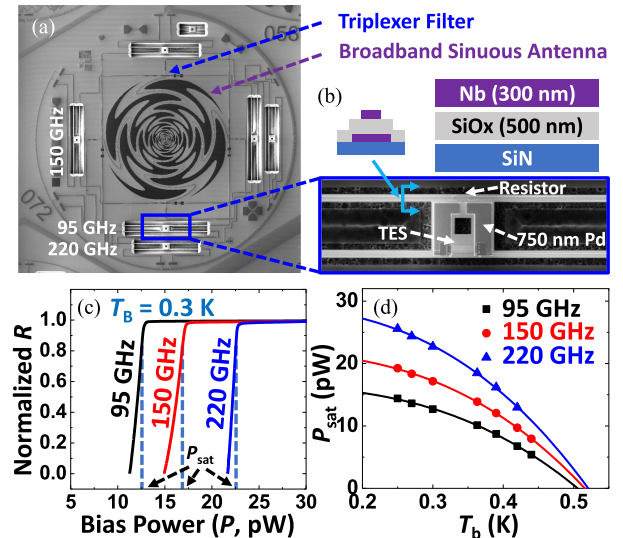 (a)
053
Triplexer Filter
Broadband Sinuous Antenna
150 GHz
072
95 GHz
220 GHz
(b)
Nb (300 nm)
SiOx (500 nm)
SiN
Resistor
TES
750 nm Pd
(c)
T_B = 0.3 K
Normalized R
1.0
0.8
0.6
0.4
0.2
0.0
95 GHz
150 GHz
220 GHz
P_sat
5 10 15 20 25 30
Bias Power (P, pW)
(d)
95 GHz
150 GHz
220 GHz
P_sat (pW)
30
20
10
0
0.2 0.3 0.4 0.5
T_b (K)